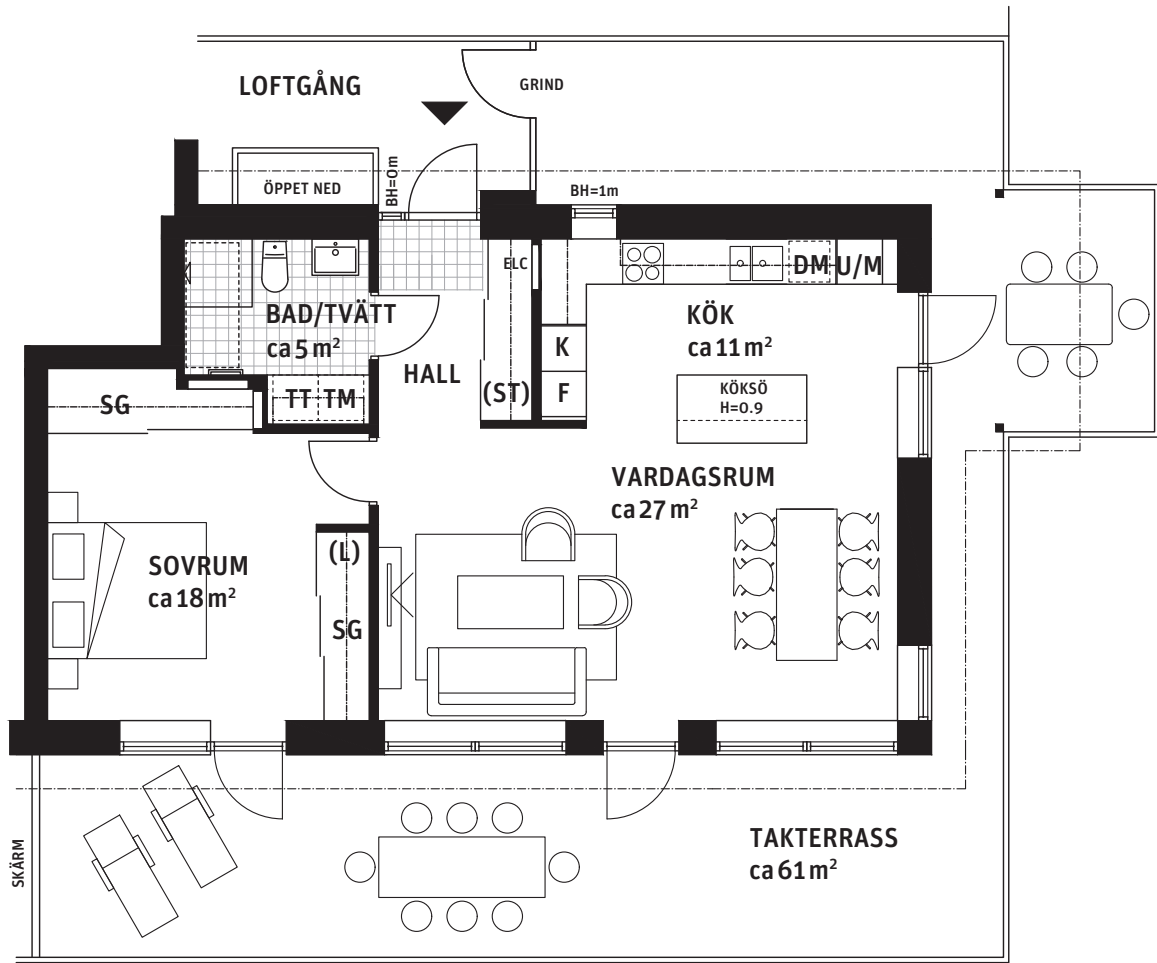 LOFTGÅNG
GRIND
ÖPPET NED
BH=0m
BH=1m
ELC
DM
U/M
BAD/TVÄTT
ca 5 m²
KÖK
ca 11 m²
HALL
K
F
(ST)
KÖKSÖ
H=0.9
SG
TT
TM
VARDAGSRUM
ca 27 m²
(L)
SOVRUM
ca 18 m²
SG
SKÄRM
TAKTERRASS
ca 61 m²